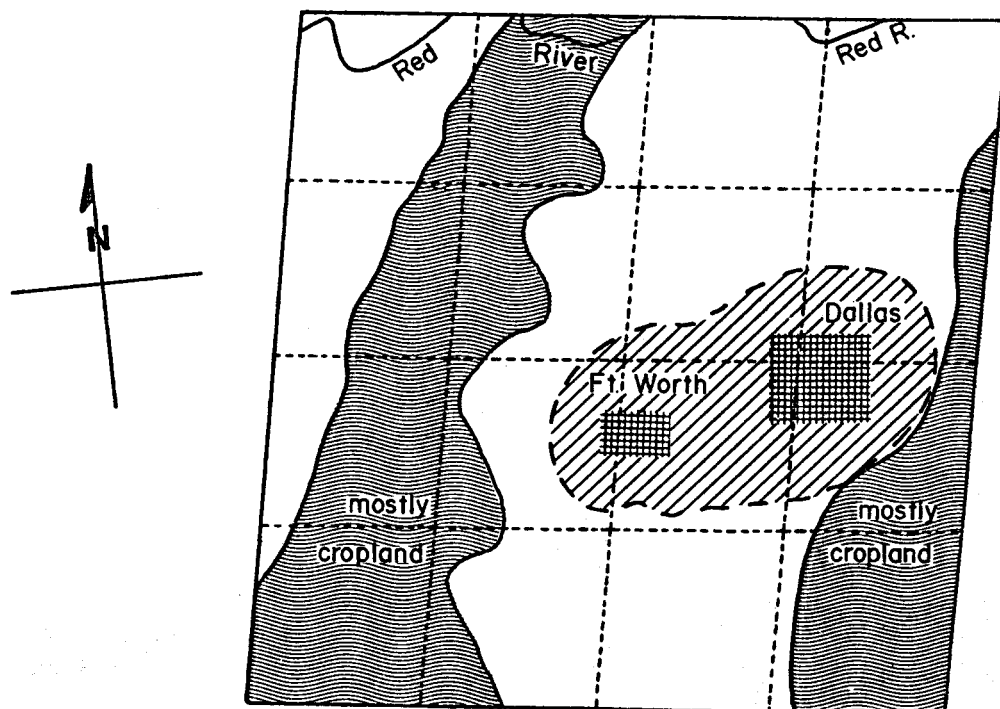 Red
River
Red R.
N
Dallas
Ft. Worth
mostly
cropland
mostly
cropland